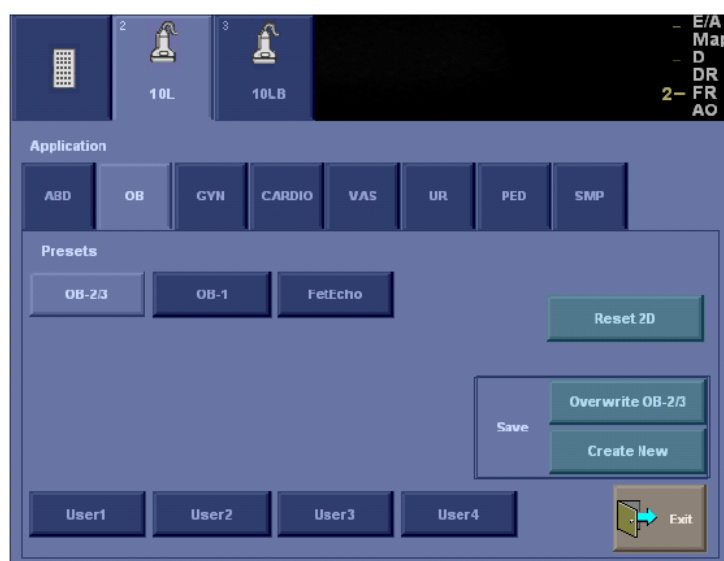 2
3
10L
10LB
_ E/A
Map
_ D
DR
2– FR
AO
Application
ABD OB GYN CARDIO VAS UR PED SMP
Presets
OB-2/3 OB-1 FetEcho
Reset 2D
Save
Overwrite OB-2/3
Create New
User1 User2 User3 User4
Exit